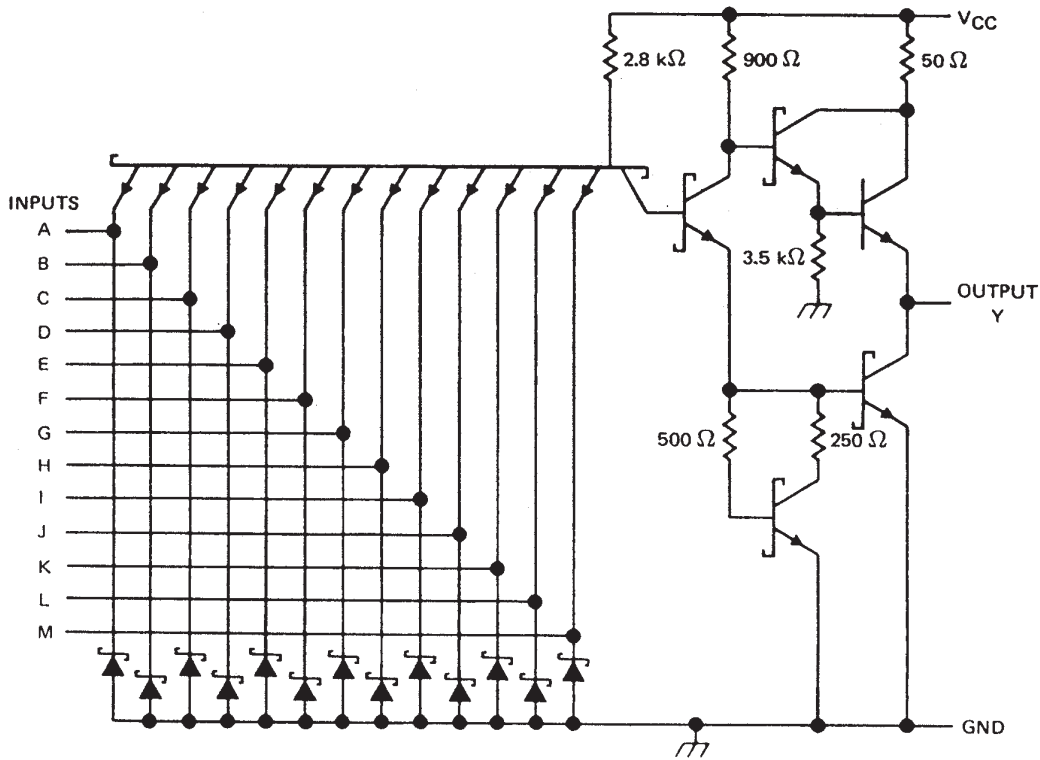 VCC
2.8 kΩ
900 Ω
50 Ω
INPUTS
A
B
C
D
E
F
G
H
I
J
K
L
M
3.5 kΩ
OUTPUT
Y
500 Ω
250 Ω
GND